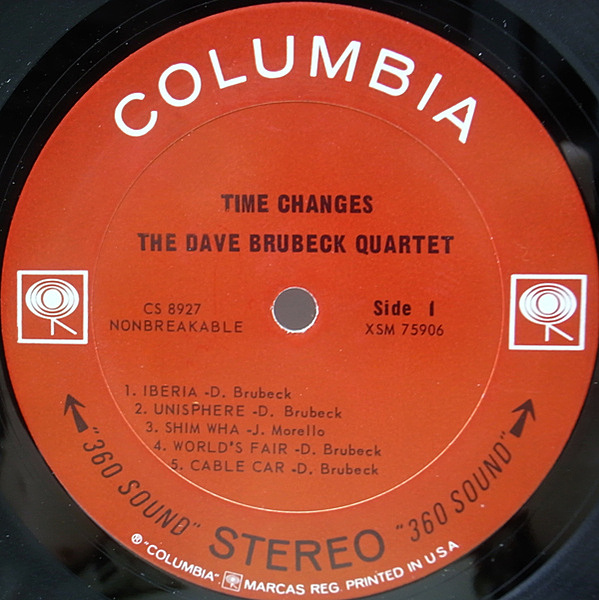 COLUMBIA
TIME CHANGES
THE DAVE BRUBECK QUARTET
CS 8927
NONBREAKABLE
Side 1
XSM 75906
1. IBERIA -D. Brubeck
2. UNISPHERE -D. Brubeck
3. SHIM WHA -J. Morello
4. WORLD'S FAIR -D. Brubeck
5. CABLE CAR -D. Brubeck
"360 SOUND" STEREO "360 SOUND"
® "COLUMBIA", MARCAS REG. PRINTED IN U S A